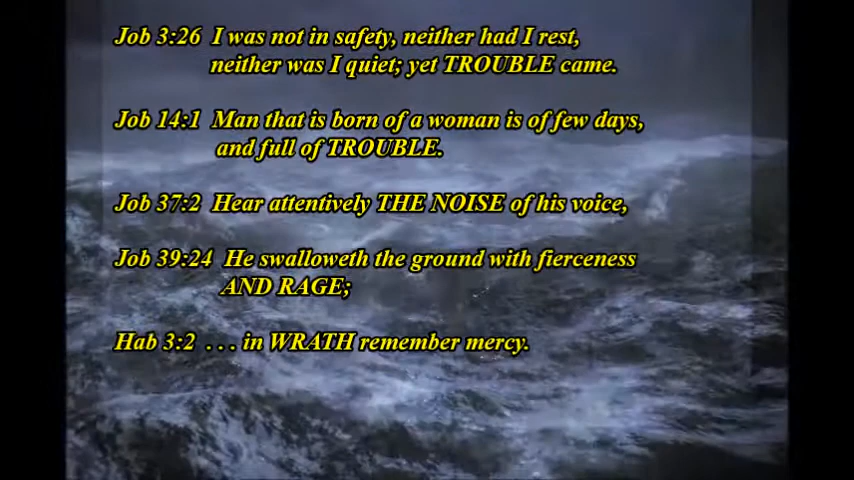 Job 3:26 I was not in safety, neither had I rest,
neither was I quiet; yet TROUBLE came.
Job 14:1 Man that is born of a woman is of few days,
and full of TROUBLE.
Job 37:2 Hear attentively THE NOISE of his voice,
Job 39:24 He swalloweth the ground with fierceness
AND RAGE;
Hab 3:2 . . . in WRATH remember mercy.